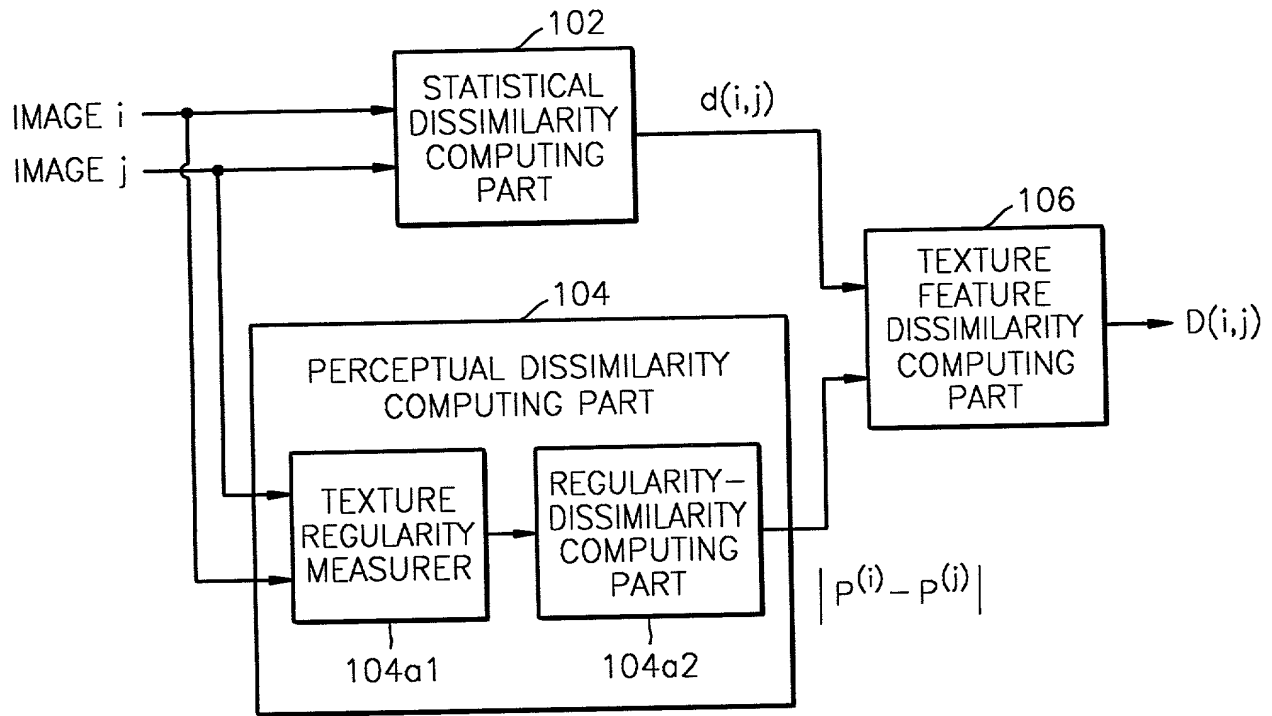 102
IMAGE i
IMAGE j
STATISTICAL
DISSIMILARITY
COMPUTING
PART
d(i,j)
106
TEXTURE
FEATURE
DISSIMILARITY
COMPUTING
PART
D(i,j)
104
PERCEPTUAL DISSIMILARITY
COMPUTING PART
TEXTURE
REGULARITY
MEASURER
104a1
REGULARITY–
DISSIMILARITY
COMPUTING
PART
104a2
|P(i) – P(j)|